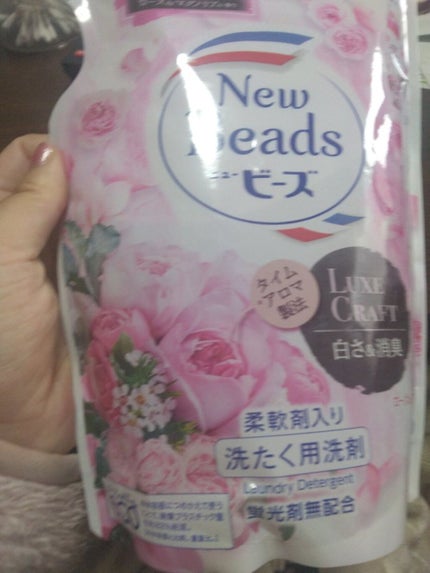 New
Beads
ニュービーズ
タイム
アロマ
製法
LUXE
CRAFT
白さ&消臭
柔軟剤入り
洗たく用洗剤
Laundry Detergent
蛍光剤無配合